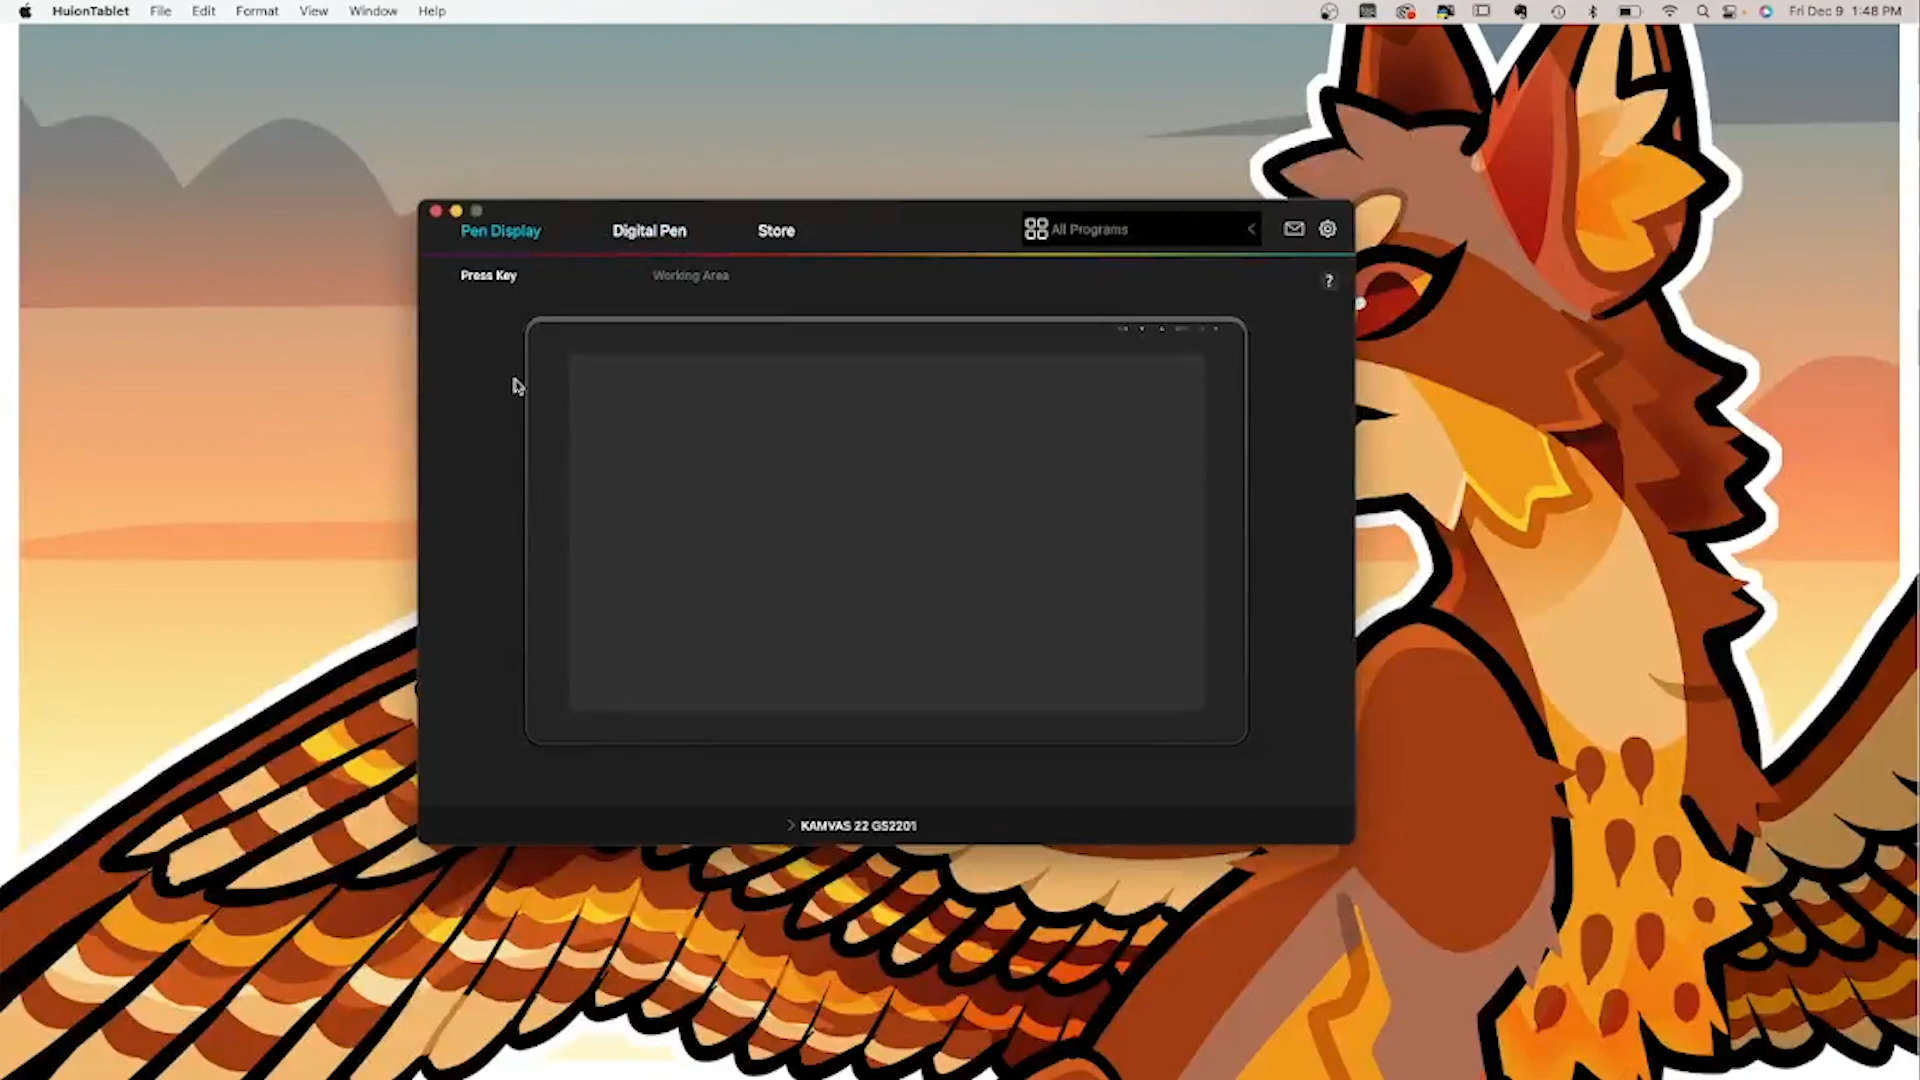 HuionTablet File Edit Format View Window Help Fri Dec 9 1:48 PM
Pen Display Digital Pen Store All Programs
Press Key Working Area ?
KAMVAS 22 GS2201